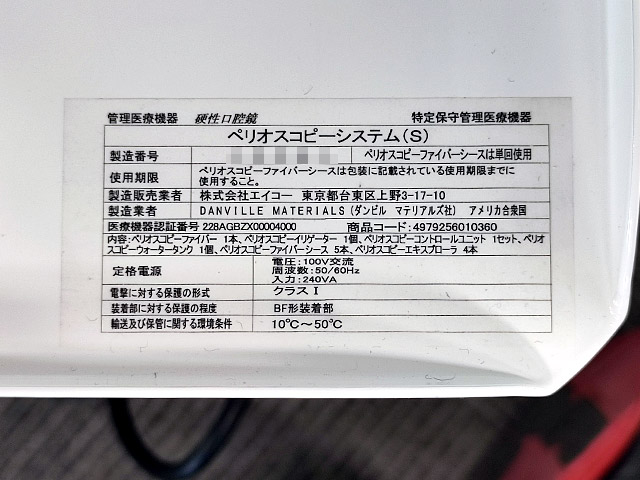 管理医療機器 硬性口腔鏡 特定保守管理医療機器
ペリオスコピーシステム(S)
製造番号 ペリオスコピーファイバーシースは単回使用
使用期限 ペリオスコピーファイバーシースは包装に記載されている使用期限までに
使用すること。
製造販売業者 株式会社エイコー 東京都台東区上野3-17-10
製造業者 DANVILLE MATERIALS(ダンビル マテリアルズ社) アメリカ合衆国
医療機器認証番号 228AGBZX00004000 商品コード:4979256010360
内容:ペリオスコピーファイバー 1本、ペリオスコピーイリゲーター 1個、ペリオスコピーコントロールユニット 1セット、ペリオ
スコピーウォータータンク 1個、ペリオスコピーファイバーシース 5本、ペリオスコピーエキスプローラ 4本
定格電源 電圧:100V交流
周波数:50/60Hz
入力:240VA
電撃に対する保護の形式 クラスⅠ
装着部に対する保護の程度 BF形装着部
輸送及び保管に関する環境条件 10℃~50℃